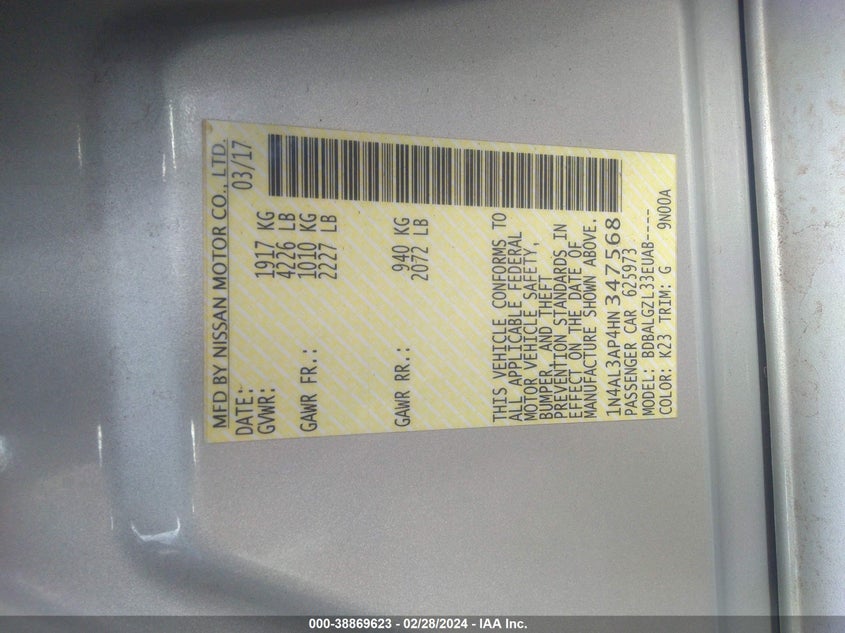 MFD BY NISSAN MOTOR CO., LTD.
DATE: 03/17
GVWR: 1917 KG
4226 LB
GAWR FR.: 1010 KG
2227 LB
GAWR RR.: 940 KG
2072 LB
THIS VEHICLE CONFORMS TO
ALL APPLICABLE FEDERAL
MOTOR VEHICLE SAFETY,
BUMPER, AND THEFT
PREVENTION STANDARDS IN
EFFECT ON THE DATE OF
MANUFACTURE SHOWN ABOVE.
1N4AL3AP4HN347568
PASSENGER CAR 625973
MODEL: BDBALGZL33EUAB----
COLOR: K23 TRIM: G 9N00A
000-38869623 - 02/28/2024 - IAA Inc.